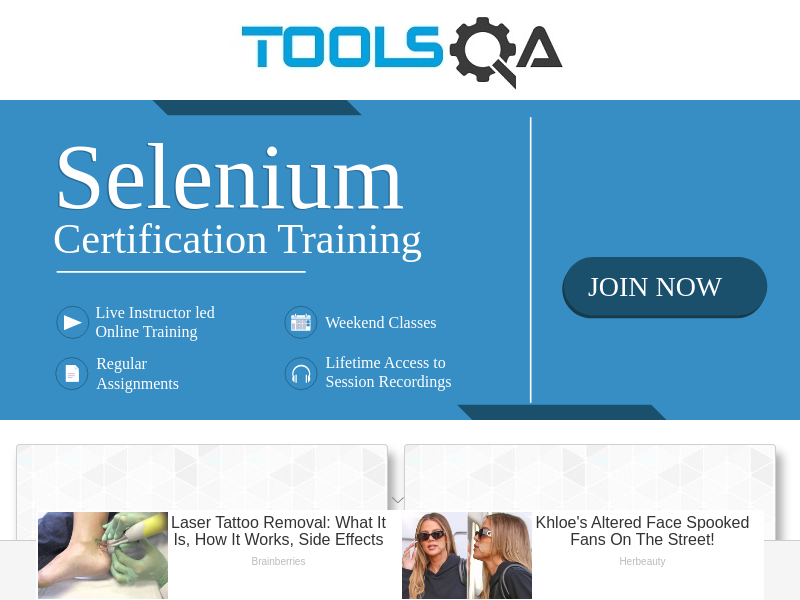 TOOLSQA
Selenium
Certification Training
JOIN NOW
Live Instructor led
Online Training
Weekend Classes
Regular
Assignments
Lifetime Access to
Session Recordings
Laser Tattoo Removal: What It
Is, How It Works, Side Effects
Brainberries
Khloe's Altered Face Spooked
Fans On The Street!
Herbeauty